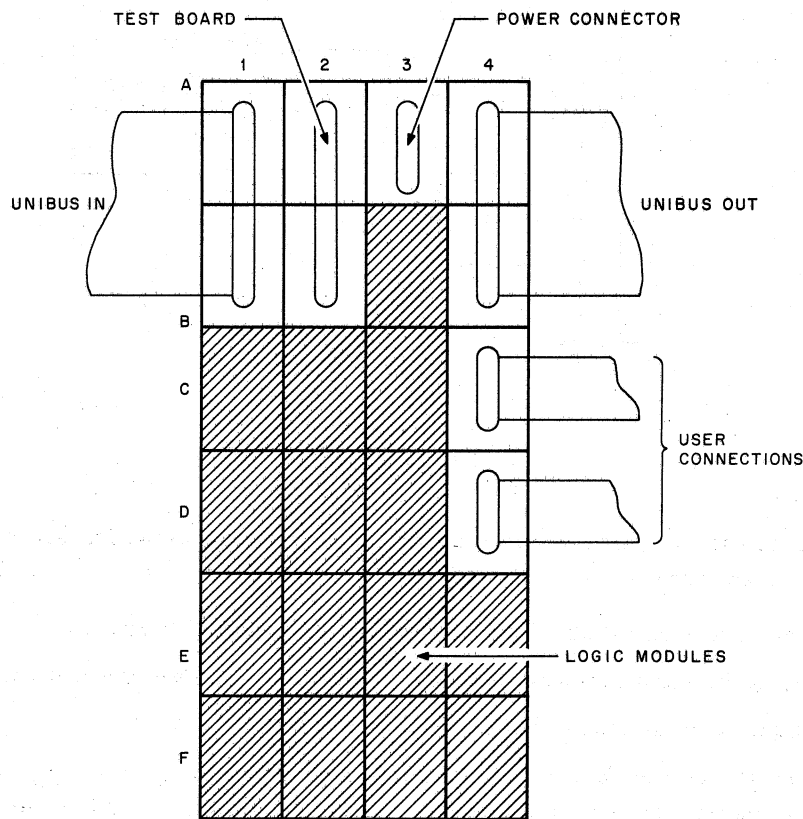 TEST BOARD
POWER CONNECTOR
1 2 3 4
A
UNIBUS IN
UNIBUS OUT
B
C
USER
CONNECTIONS
D
E
LOGIC MODULES
F